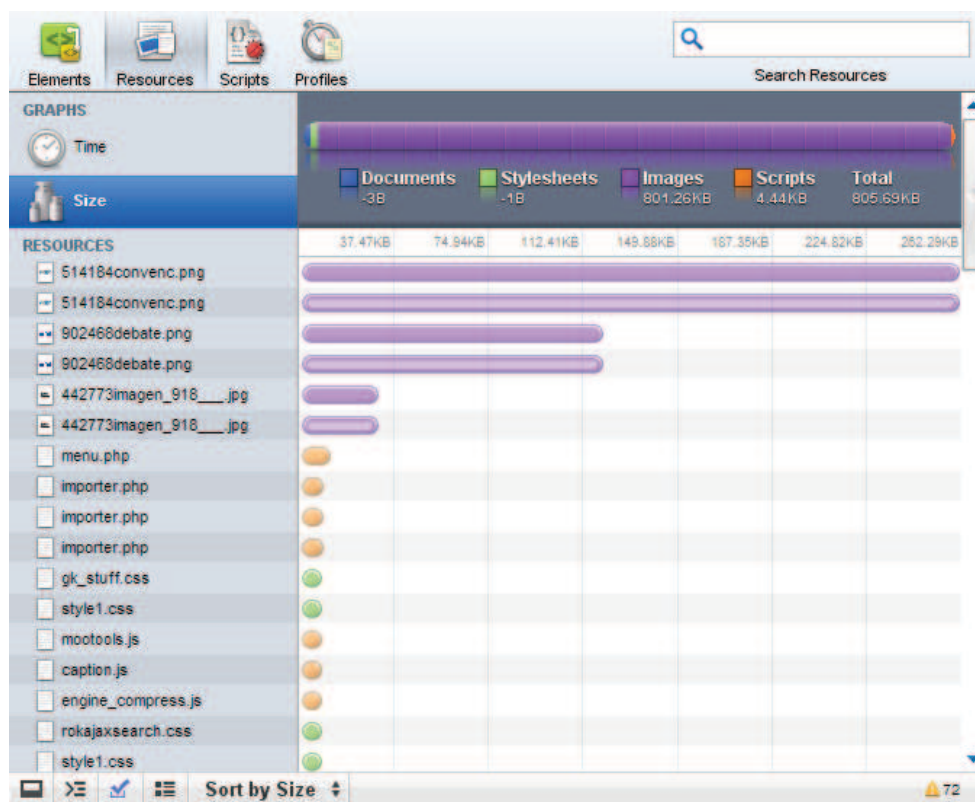 Elements Resources Scripts Profiles
Search Resources
GRAPHS
Time
Size
Documents Stylesheets Images Scripts Total
-3B -1B 801.26KB 4.44KB 805.69KB
RESOURCES
37.47KB 74.94KB 112.41KB 149.88KB 187.35KB 224.82KB 262.29KB
514184convenc.png
514184convenc.png
902468debate.png
902468debate.png
442773imagen_918___.jpg
442773imagen_918___.jpg
menu.php
importer.php
importer.php
importer.php
gk_stuff.css
style1.css
mootools.js
caption.js
engine_compress.js
rokajaxsearch.css
style1.css
Sort by Size
72